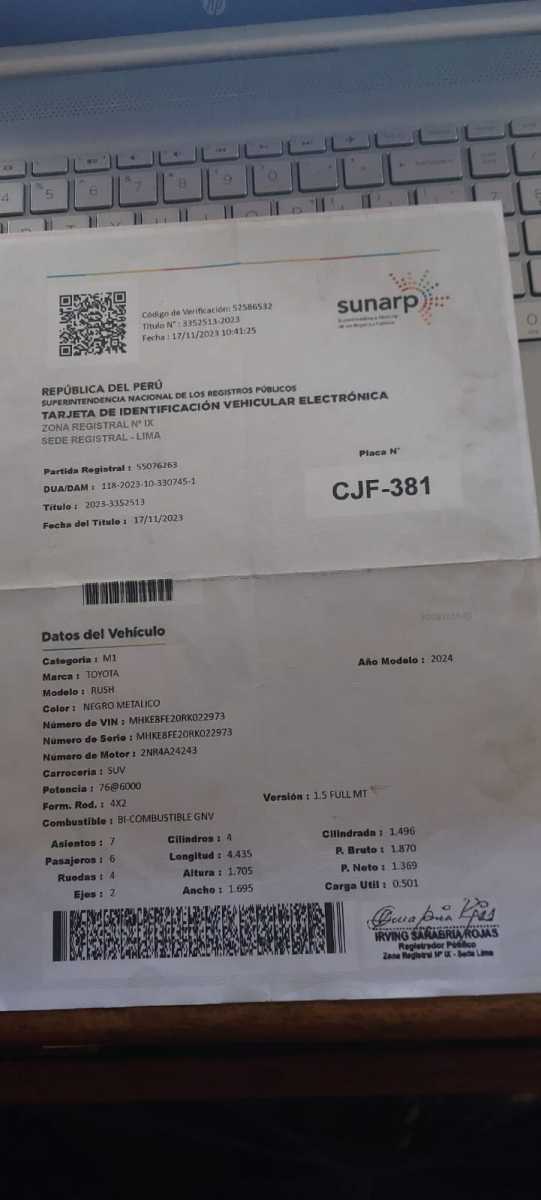 Código de Verificación: 52586532
Título N° : 3352513-2023
Fecha : 17/11/2023 10:41:25
sunarp
Superintendencia Nacional
de los Registros Públicos
REPÚBLICA DEL PERÚ
SUPERINTENDENCIA NACIONAL DE LOS REGISTROS PÚBLICOS
TARJETA DE IDENTIFICACIÓN VEHICULAR ELECTRÓNICA
ZONA REGISTRAL N° IX
SEDE REGISTRAL - LIMA
Placa N°
CJF-381
Partida Registral : 55076263
DUA/DAM : 118-2023-10-330745-1
Título : 2023-3352513
Fecha del Título : 17/11/2023
Datos del Vehículo
Categoria : M1
Año Modelo : 2024
Marca : TOYOTA
Modelo : RUSH
Color : NEGRO METALICO
Número de VIN : MHKE8FE20RK022973
Número de Serie : MHKE8FE20RK022973
Número de Motor : 2NR4A24243
Carrocería : SUV
Potencia : 76@6000
Versión : 1.5 FULL MT
Form. Rod. : 4X2
Combustible : BI-COMBUSTIBLE GNV
Asientos : 7 Cilindros : 4 Cilindrada : 1.496
Pasajeros : 6 Longitud : 4.435 P. Bruto : 1.870
Ruedas : 4 Altura : 1.705 P. Neto : 1.369
Ejes : 2 Ancho : 1.695 Carga Util : 0.501
IRVING SANABRIA ROJAS
Registrador Público
Zona Registral N° IX - Sede Lima